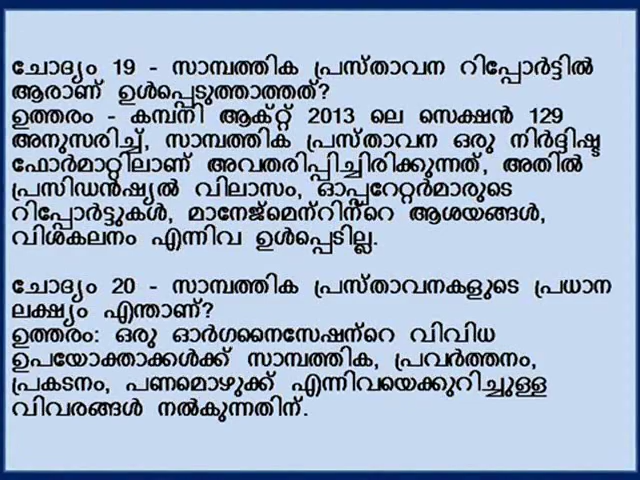 ചോദ്യം 19 - സാമ്പത്തിക പ്രസ്താവന റിപ്പോർട്ടിൽ
ആരാണ് ഉൾപ്പെടുത്താത്തത്?
ഉത്തരം - കമ്പനി ആക്റ്റ് 2013 ലെ സെക്ഷൻ 129
അനുസരിച്ച്, സാമ്പത്തിക പ്രസ്താവന ഒരു നിർദ്ദിഷ്ട
ഫോർമാറ്റിലാണ് അവതരിപ്പിച്ചിരിക്കുന്നത്, അതിൽ
പ്രസിഡൻഷ്യൽ വിലാസം, ഓപ്പറേറ്റർമാരുടെ
റിപ്പോർട്ടുകൾ, മാനേജ്മെന്റിന്റെ ആശയങ്ങൾ,
വിശകലനം എന്നിവ ഉൾപ്പെടില്ല.
ചോദ്യം 20 - സാമ്പത്തിക പ്രസ്താവനകളുടെ പ്രധാന
ലക്ഷ്യം എന്താണ്?
ഉത്തരം: ഒരു ഓർഗനൈസേഷന്റെ വിവിധ
ഉപയോക്താക്കൾക്ക് സാമ്പത്തിക, പ്രവർത്തനം,
പ്രകടനം, പണമൊഴുക്ക് എന്നിവയെക്കുറിച്ചുള്ള
വിവരങ്ങൾ നൽകുന്നതിന്.